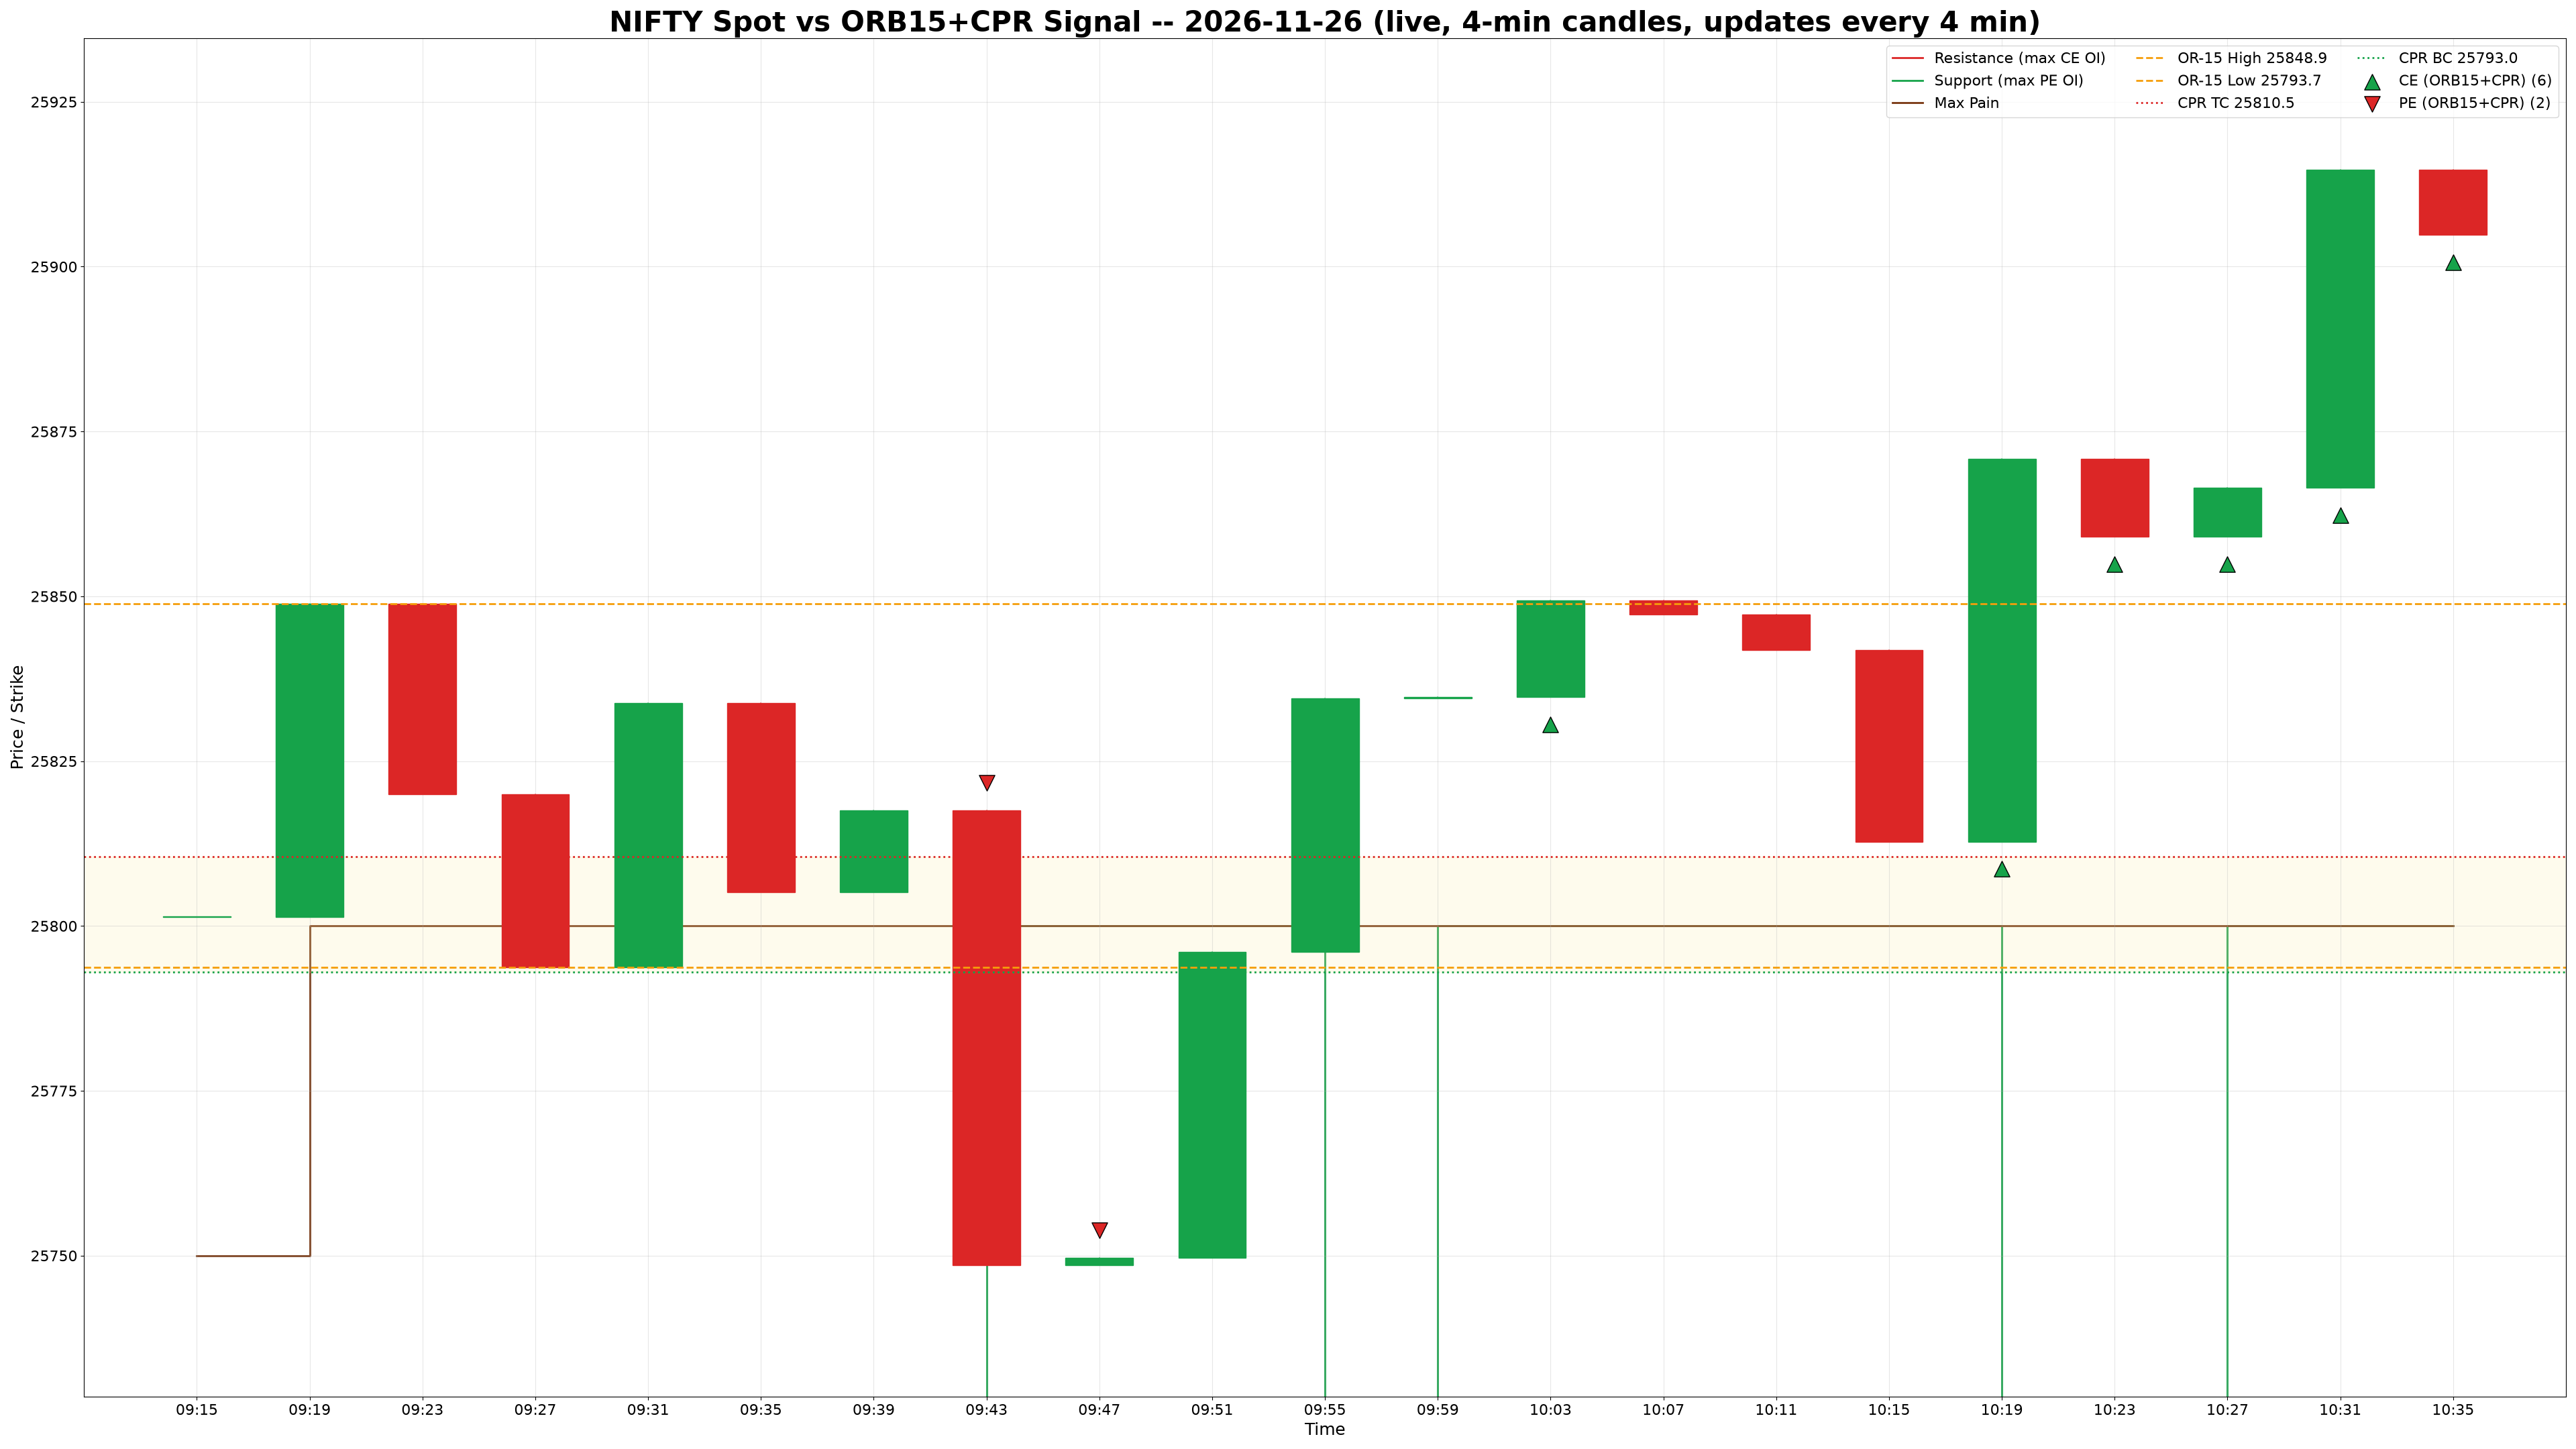 NIFTY Spot vs ORB15+CPR Signal -- 2026-11-26 (live, 4-min candles, updates every 4 min)
Resistance (max CE OI)
Support (max PE OI)
Max Pain
OR-15 High 25848.9
OR-15 Low 25793.7
CPR TC 25810.5
CPR BC 25793.0
CE (ORB15+CPR) (6)
PE (ORB15+CPR) (2)
Price / Strike
25925
25900
25875
25850
25825
25800
25775
25750
09:15 09:19 09:23 09:27 09:31 09:35 09:39 09:43 09:47 09:51 09:55 09:59 10:03 10:07 10:11 10:15 10:19 10:23 10:27 10:31 10:35
Time